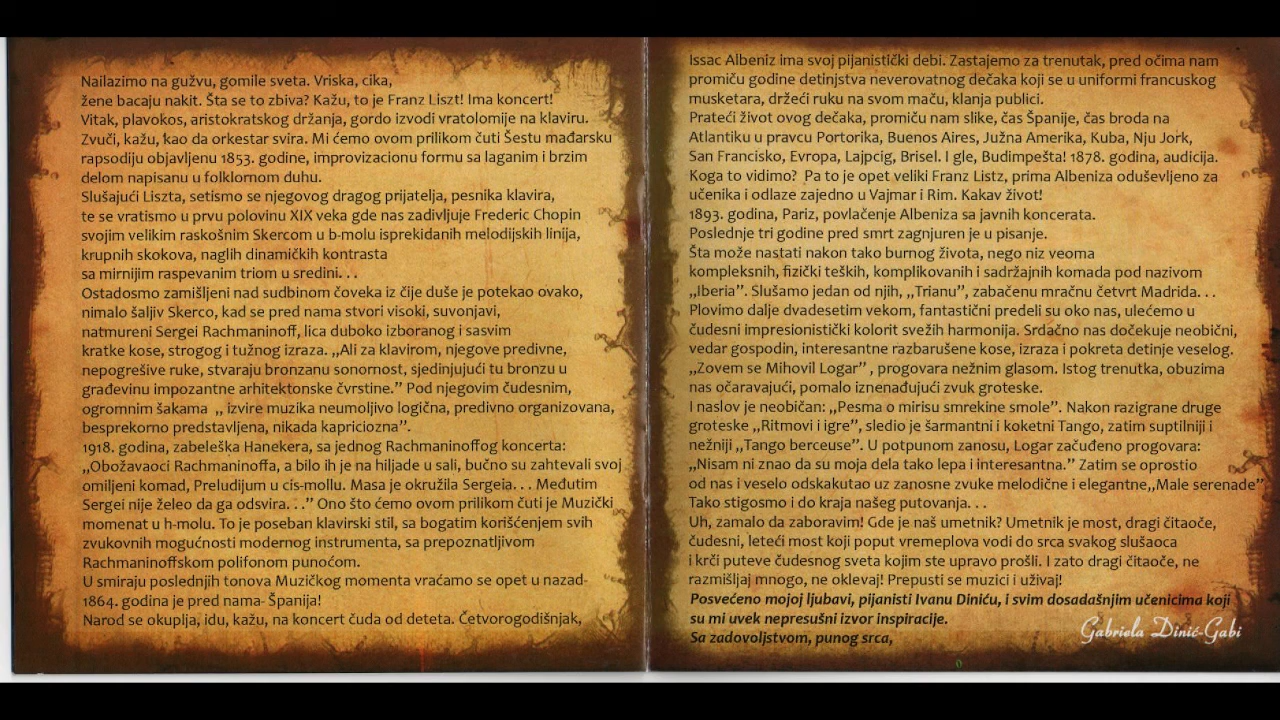 Nailazimo na gužvu, gomile sveta. Vriska, cika,
žene bacaju nakit. Šta se to zbiva? Kažu, to je Franz Liszt! Ima koncert!
Vitak, plavokos, aristokratskog držanja, gordo izvodi vratolomije na klaviru.
Zvuči, kažu, kao da orkestar svira. Mi ćemo ovom prilikom čuti Šestu mađarsku
rapsodiju objavljenu 1853. godine, improvizacionu formu sa laganim i brzim
delom napisanu u folklornom duhu.
Slušajući Liszta, setismo se njegovog dragog prijatelja, pesnika klavira,
te se vratismo u prvu polovinu XIX veka gde nas zadivljuje Frederic Chopin
svojim velikim raskošnim Skercom u b-molu isprekidanih melodijskih linija,
krupnih skokova, naglih dinamičkih kontrasta
sa mirnijim raspevanim triom u sredini. . .
Ostadosmo zamišljeni nad sudbinom čoveka iz čije duše je potekao ovako,
nimalo šaljiv Skerco, kad se pred nama stvori visoki, suvonjavi,
natmureni Sergei Rachmaninoff, lica duboko izboranog i sasvim
kratke kose, strogog i tužnog izraza. ,,Ali za klavirom, njegove predivne,
nepogrešive ruke, stvaraju bronzanu sonornost, sjedinjujući tu bronzu u
građevinu impozantne arhitektonske čvrstine.” Pod njegovim čudesnim,
ogromnim šakama ,, izvire muzika neumoljivo logična, predivno organizovana,
besprekorno predstavljena, nikada kapriciozna”.
1918. godina, zabeleška Hanekera, sa jednog Rachmaninoffog koncerta:
,,Obožavaoci Rachmaninoffa, a bilo ih je na hiljade u sali, bučno su zahtevali svoj
omiljeni komad, Preludijum u cis-mollu. Masa je okružila Sergeia. . . Međutim
Sergei nije želeo da ga odsvira. . .” Ono što ćemo ovom prilikom čuti je Muzički
momenat u h-molu. To je poseban klavirski stil, sa bogatim korišćenjem svih
zvukovnih mogućnosti modernog instrumenta, sa prepoznatljivom
Rachmaninoffskom polifonom punoćom.
U smiraju poslednjih tonova Muzičkog momenta vraćamo se opet u nazad-
1864. godina je pred nama- Španija!
Narod se okuplja, idu, kažu, na koncert čuda od deteta. Četvorogodišnjak,
Issac Albeniz ima svoj pijanistički debi. Zastajemo za trenutak, pred očima nam
promiču godine detinjstva neverovatnog dečaka koji se u uniformi francuskog
musketara, držeći ruku na svom maču, klanja publici.
Prateći život ovog dečaka, promiču nam slike, čas Španije, čas broda na
Atlantiku u pravcu Portorika, Buenos Aires, Južna Amerika, Kuba, Nju Jork,
San Francisko, Evropa, Lajpcig, Brisel. I gle, Budimpešta! 1878. godina, audicija.
Koga to vidimo? Pa to je opet veliki Franz Listz, prima Albeniza oduševljeno za
učenika i odlaze zajedno u Vajmar i Rim. Kakav život!
1893. godina, Pariz, povlačenje Albeniza sa javnih koncerata.
Poslednje tri godine pred smrt zagnjuren je u pisanje.
Šta može nastati nakon tako burnog života, nego niz veoma
kompleksnih, fizički teških, komplikovanih i sadržajnih komada pod nazivom
,,Iberia”. Slušamo jedan od njih, ,,Trianu”, zabačenu mračnu četvrt Madrida. . .
Plovimo dalje dvadesetim vekom, fantastični predeli su oko nas, ulećemo u
čudesni impresionistički kolorit svežih harmonija. Srdačno nas dočekuje neobični,
vedar gospodin, interesantne razbarušene kose, izraza i pokreta detinje veselog.
,,Zovem se Mihovil Logar” , progovara nežnim glasom. Istog trenutka, obuzima
nas očaravajući, pomalo iznenađujući zvuk groteske.
I naslov je neobičan: ,,Pesma o mirisu smrekine smole”. Nakon razigrane druge
groteske ,,Ritmovi i igre”, sledio je šarmantni i koketni Tango, zatim suptilniji i
nežniji ,,Tango berceuse”. U potpunom zanosu, Logar začuđeno progovara:
,,Nisam ni znao da su moja dela tako lepa i interesantna.” Zatim se oprostio
od nas i veselo odskakutao uz zanosne zvuke melodične i elegantne,,Male serenade”
Tako stigosmo i do kraja našeg putovanja. . .
Uh, zamalo da zaboravim! Gde je naš umetnik? Umetnik je most, dragi čitaoče,
čudesni, leteći most koji poput vremeplova vodi do srca svakog slušaoca
i krči puteve čudesnog sveta kojim ste upravo prošli. I zato dragi čitaoče, ne
razmišljaj mnogo, ne oklevaj! Prepusti se muzici i uživaj!
Posvećeno mojoj ljubavi, pijanisti Ivanu Diniću, i svim dosadašnjim učenicima koji
su mi uvek nepresušni izvor inspiracije.
Sa zadovoljstvom, punog srca,
Gabriela Dinić-Gabi